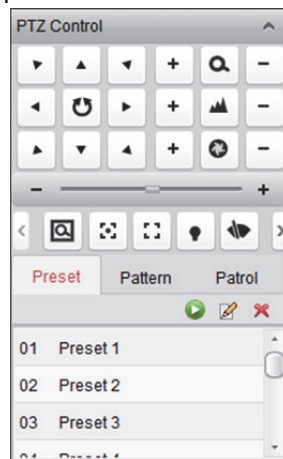 PTZ Control
Preset Pattern Patrol
01 Preset 1
02 Preset 2
03 Preset 3